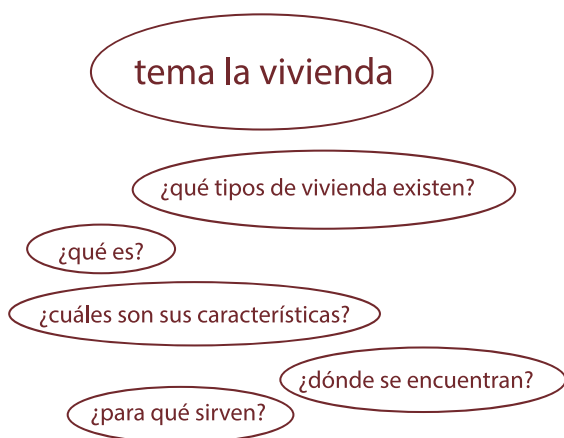 tema la vivienda
¿qué tipos de vivienda existen?
¿qué es?
¿cuáles son sus características?
¿dónde se encuentran?
¿para qué sirven?